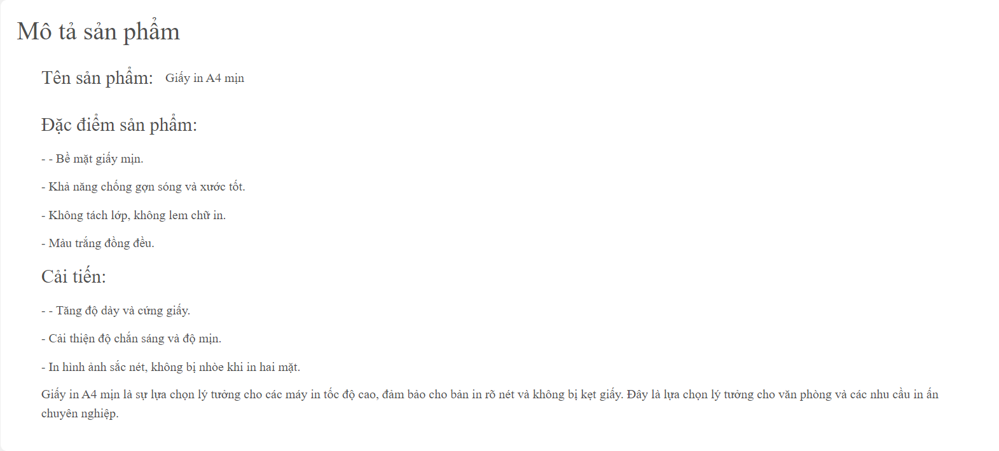 Mô tả sản phẩm
Tên sản phẩm: Giấy in A4 mịn
Đặc điểm sản phẩm:
- - Bề mặt giấy mịn.
- Khả năng chống gợn sóng và xước tốt.
- Không tách lớp, không lem chữ in.
- Màu trắng đồng đều.
Cải tiến:
- - Tăng độ dày và cứng giấy.
- Cải thiện độ chắn sáng và độ mịn.
- In hình ảnh sắc nét, không bị nhòe khi in hai mặt.
Giấy in A4 mịn là sự lựa chọn lý tưởng cho các máy in tốc độ cao, đảm bảo cho bản in rõ nét và không bị kẹt giấy. Đây là lựa chọn lý tưởng cho văn phòng và các nhu cầu in ấn
chuyên nghiệp.